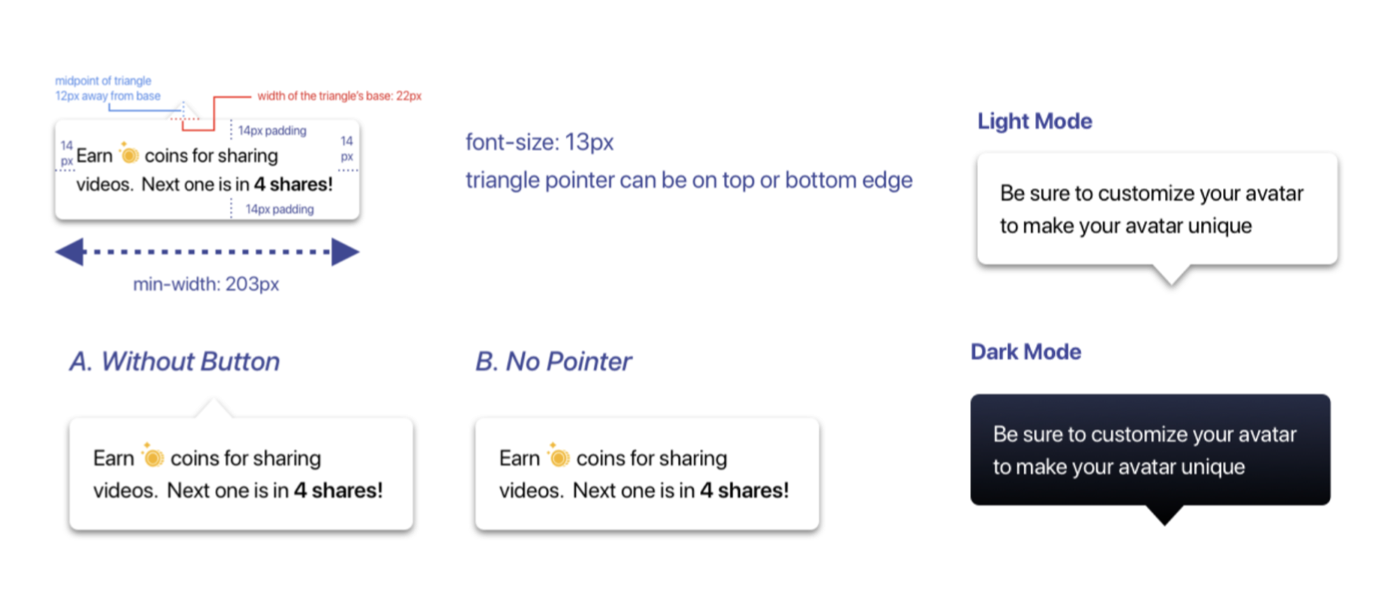 midpoint of triangle
12px away from base
width of the triangle's base: 22px
14px padding
14
px
14
px
Earn coins for sharing
videos. Next one is in 4 shares!
14px padding
min-width: 203px
font-size: 13px
triangle pointer can be on top or bottom edge
Light Mode
Be sure to customize your avatar
to make your avatar unique
A. Without Button
Earn coins for sharing
videos. Next one is in 4 shares!
B. No Pointer
Earn coins for sharing
videos. Next one is in 4 shares!
Dark Mode
Be sure to customize your avatar
to make your avatar unique